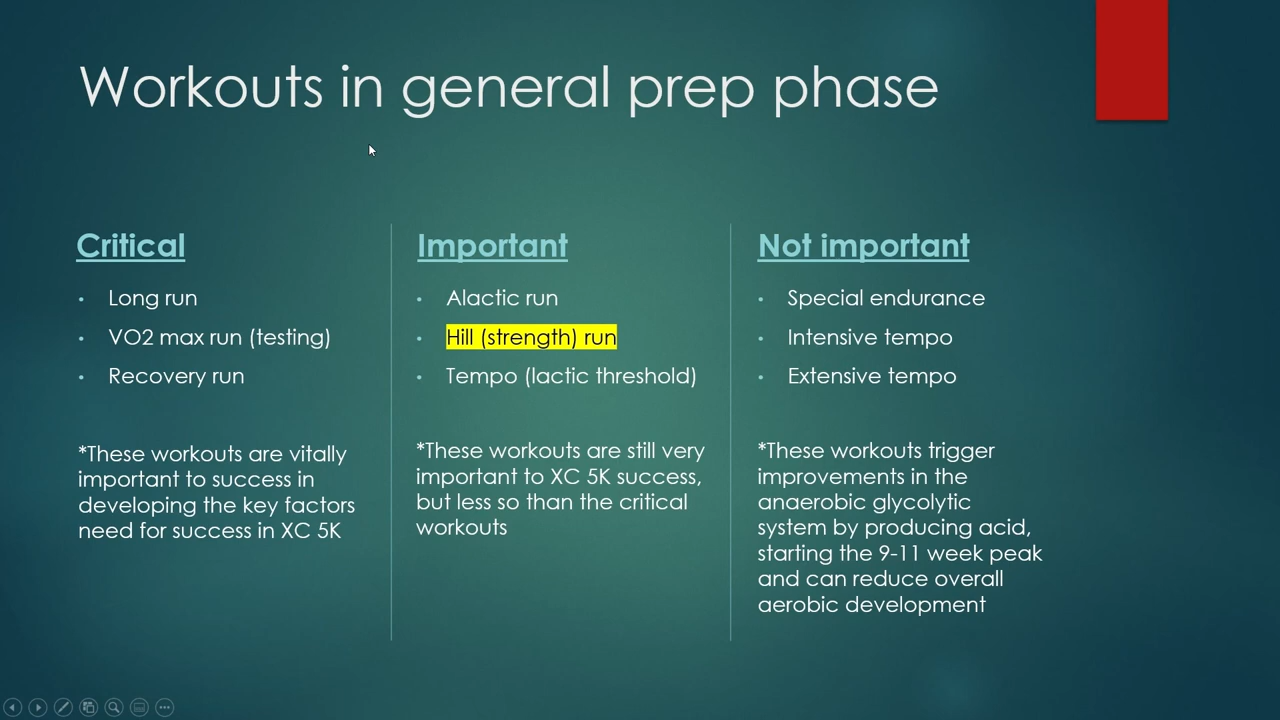 Workouts in general prep phase
Critical
• Long run
• VO2 max run (testing)
• Recovery run
*These workouts are vitally
important to success in
developing the key factors
need for success in XC 5K
Important
• Alactic run
• Hill (strength) run
• Tempo (lactic threshold)
*These workouts are still very
important to XC 5K success,
but less so than the critical
workouts
Not important
• Special endurance
• Intensive tempo
• Extensive tempo
*These workouts trigger
improvements in the
anaerobic glycolytic
system by producing acid,
starting the 9-11 week peak
and can reduce overall
aerobic development